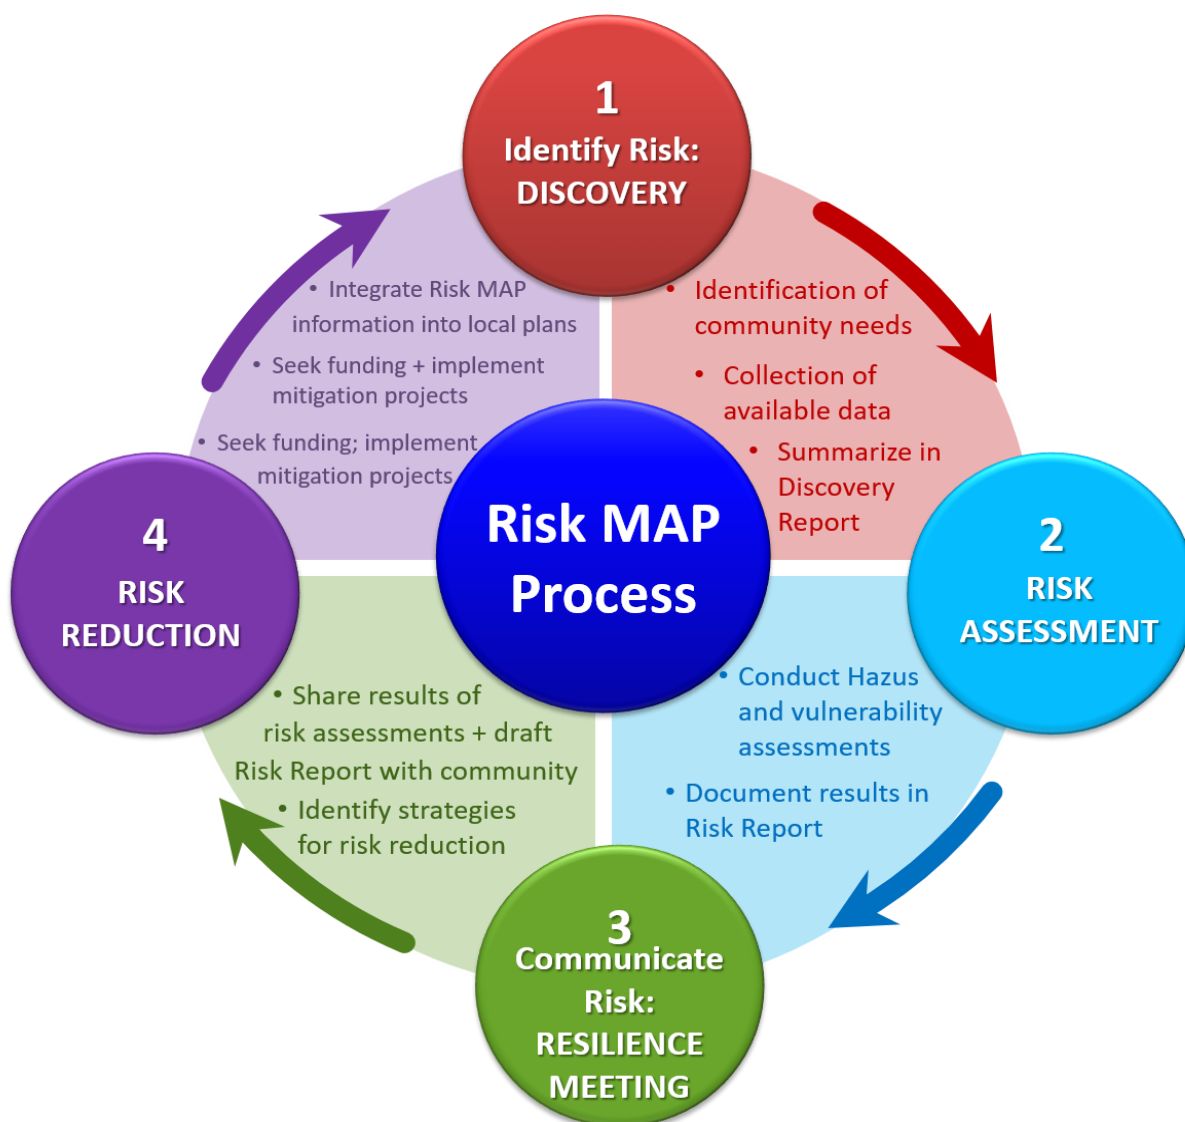 1
Identify Risk:
DISCOVERY
• Identification of
community needs
• Collection of
available data
• Summarize in
Discovery
Report
2
RISK
ASSESSMENT
• Conduct Hazus
and vulnerability
assessments
• Document results in
Risk Report
3
Communicate
Risk:
RESILIENCE
MEETING
• Share results of
risk assessments + draft
Risk Report with community
• Identify strategies
for risk reduction
4
RISK
REDUCTION
• Integrate Risk MAP
information into local plans
• Seek funding + implement
mitigation projects
• Seek funding; implement
mitigation projects
Risk MAP
Process